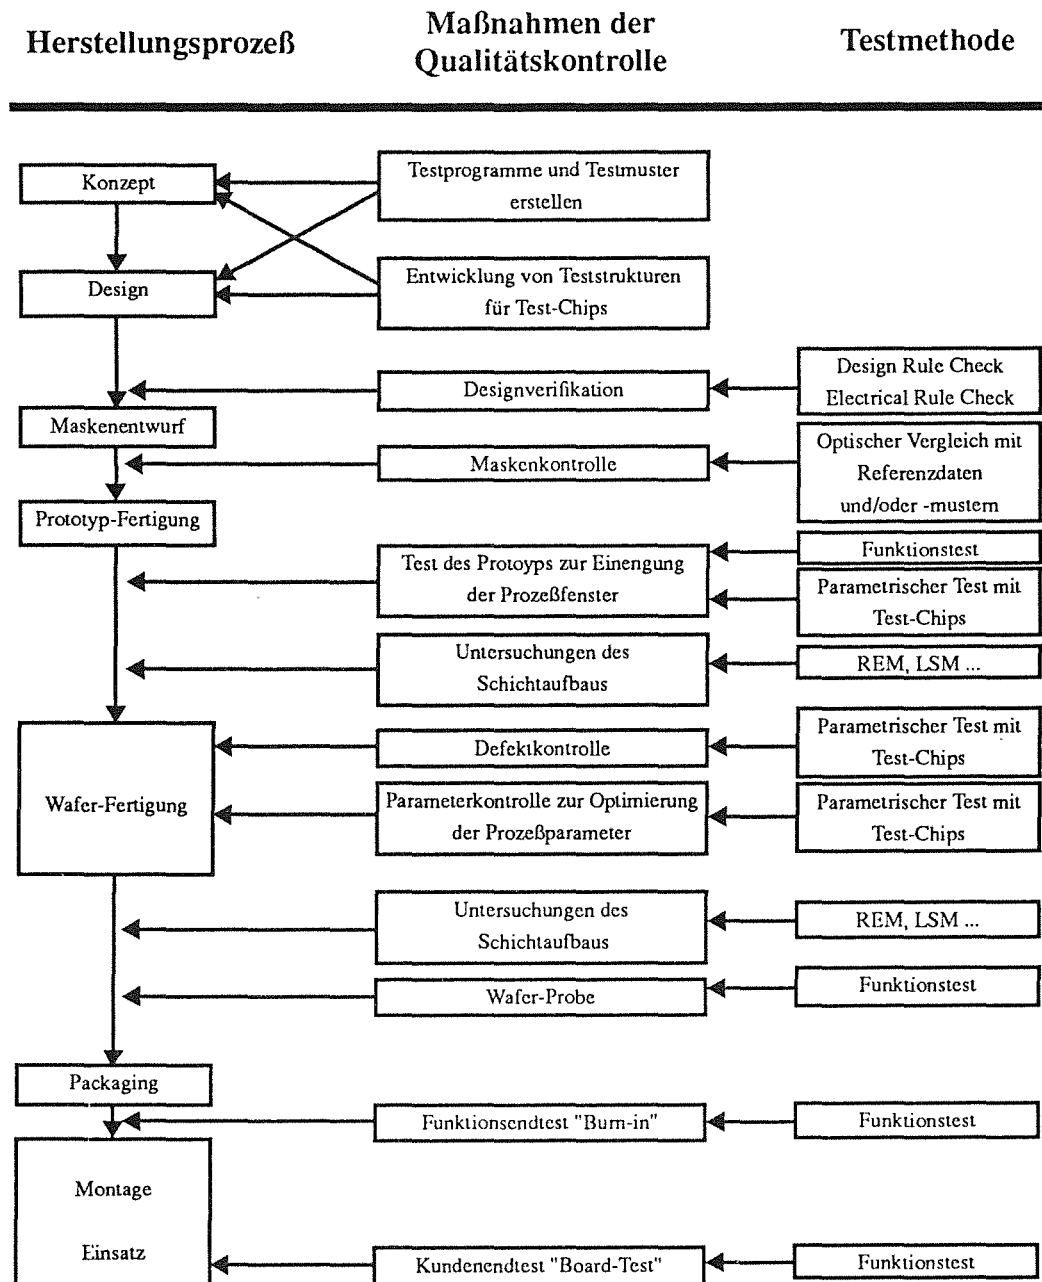 Herstellungsprozeß
Maßnahmen der
Qualitätskontrolle
Testmethode
Konzept
Testprogramme und Testmuster
erstellen
Design
Entwicklung von Teststrukturen
für Test-Chips
Designverifikation
Design Rule Check
Electrical Rule Check
Maskenentwurf
Maskenkontrolle
Optischer Vergleich mit
Referenzdaten
und/oder -mustern
Prototyp-Fertigung
Test des Protoyps zur Einengung
der Prozeßfenster
Funktionstest
Parametrischer Test mit
Test-Chips
Untersuchungen des
Schichtaufbaus
REM, LSM ...
Wafer-Fertigung
Defektkontrolle
Parametrischer Test mit
Test-Chips
Parameterkontrolle zur Optimierung
der Prozeßparameter
Parametrischer Test mit
Test-Chips
Untersuchungen des
Schichtaufbaus
REM, LSM ...
Wafer-Probe
Funktionstest
Packaging
Funktionsendtest "Burn-in"
Funktionstest
Montage
Einsatz
Kundenendtest "Board-Test"
Funktionstest